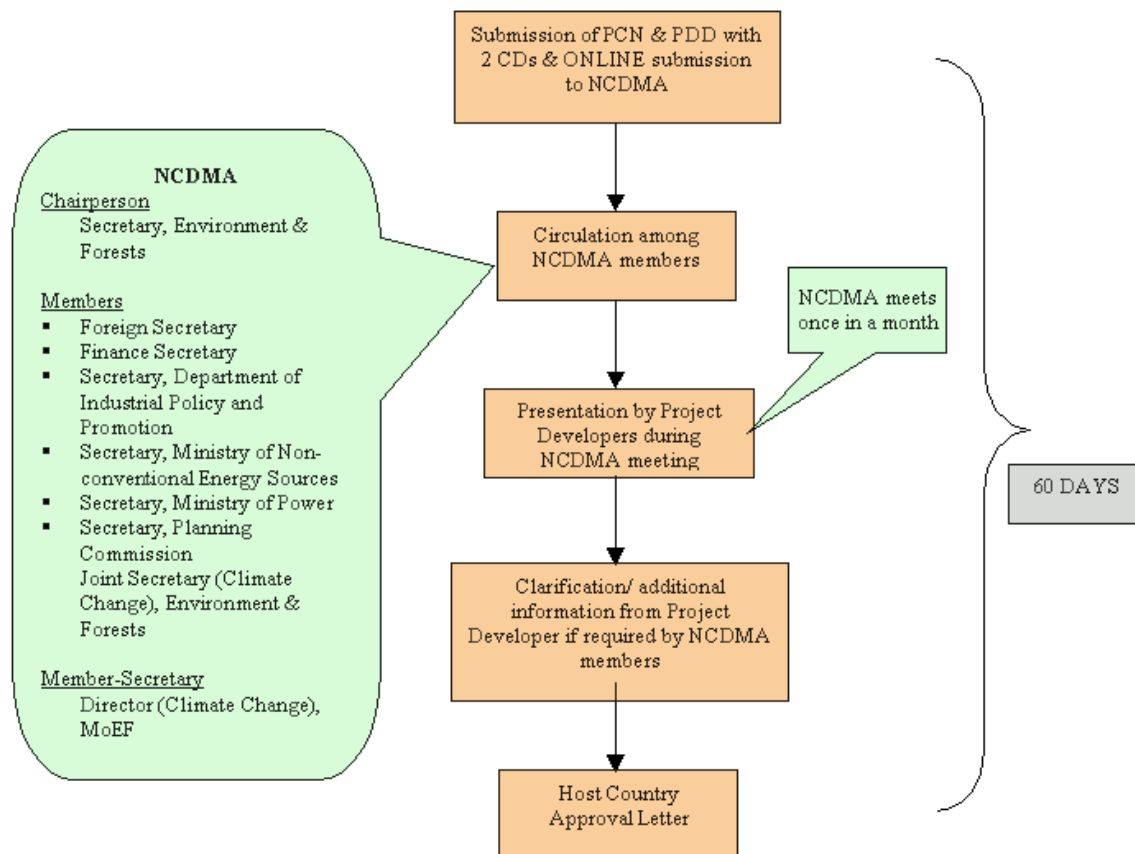 Submission of PCN & PDD with
2 CDs & ONLINE submission
to NCDMA
NCDMA
Chairperson
Secretary, Environment &
Forests
Members
▪ Foreign Secretary
▪ Finance Secretary
▪ Secretary, Department of
Industrial Policy and
Promotion
▪ Secretary, Ministry of Non-
conventional Energy Sources
▪ Secretary, Ministry of Power
▪ Secretary, Planning
Commission
Joint Secretary (Climate
Change), Environment &
Forests
Member-Secretary
Director (Climate Change),
MoEF
Circulation among
NCDMA members
NCDMA meets
once in a month
Presentation by Project
Developers during
NCDMA meeting
60 DAYS
Clarification/ additional
information from Project
Developer if required by NCDMA
members
Host Country
Approval Letter